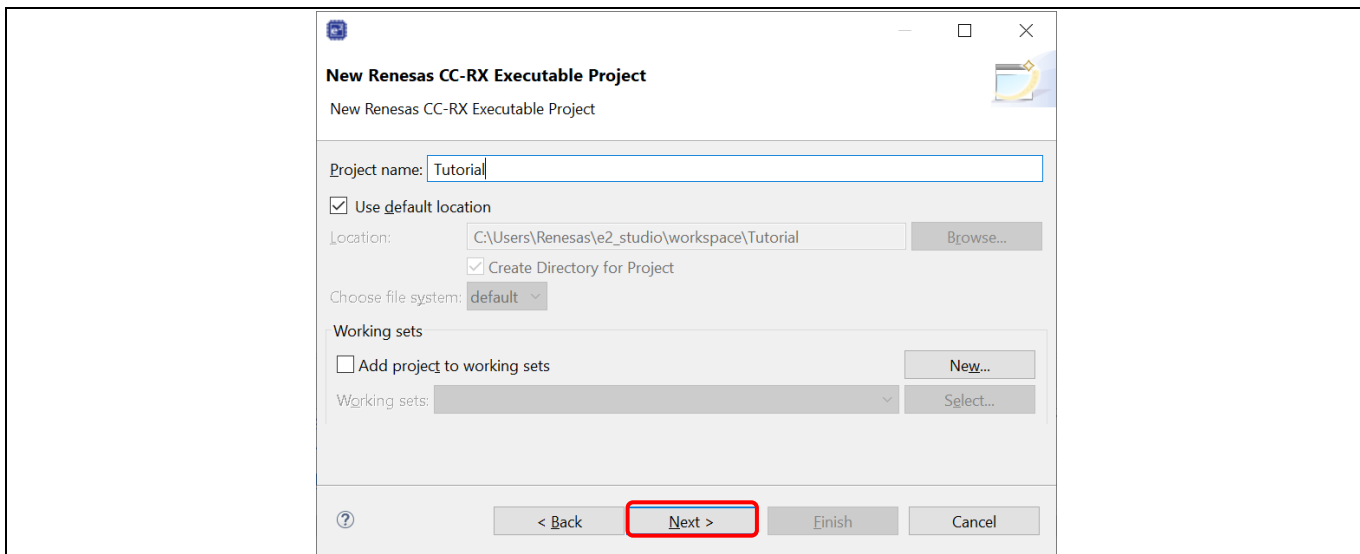 New Renesas CC-RX Executable Project
New Renesas CC-RX Executable Project
Project name: Tutorial
Use default location
Location: C:\Users\Renesas\e2_studio\workspace\Tutorial Browse...
Create Directory for Project
Choose file system: default
Working sets
Add project to working sets New...
Working sets: Select...
? < Back Next > Finish Cancel